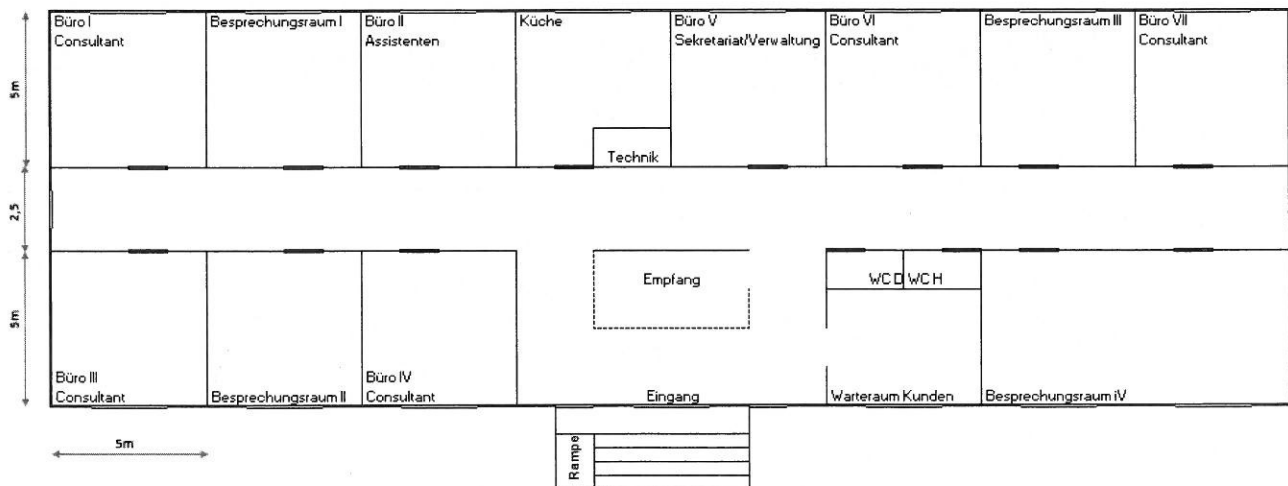 Büro I
Consultant
Besprechungsraum I
Büro II
Assistenten
Küche
Büro V
Sekretariat/Verwaltung
Büro VI
Consultant
Besprechungsraum III
Büro VII
Consultant
5m
Technik
2,5
Empfang
WC D
WC H
5m
Büro III
Consultant
Besprechungsraum II
Büro IV
Consultant
Eingang
Warteraum Kunden
Besprechungsraum iV
5m
Rampe